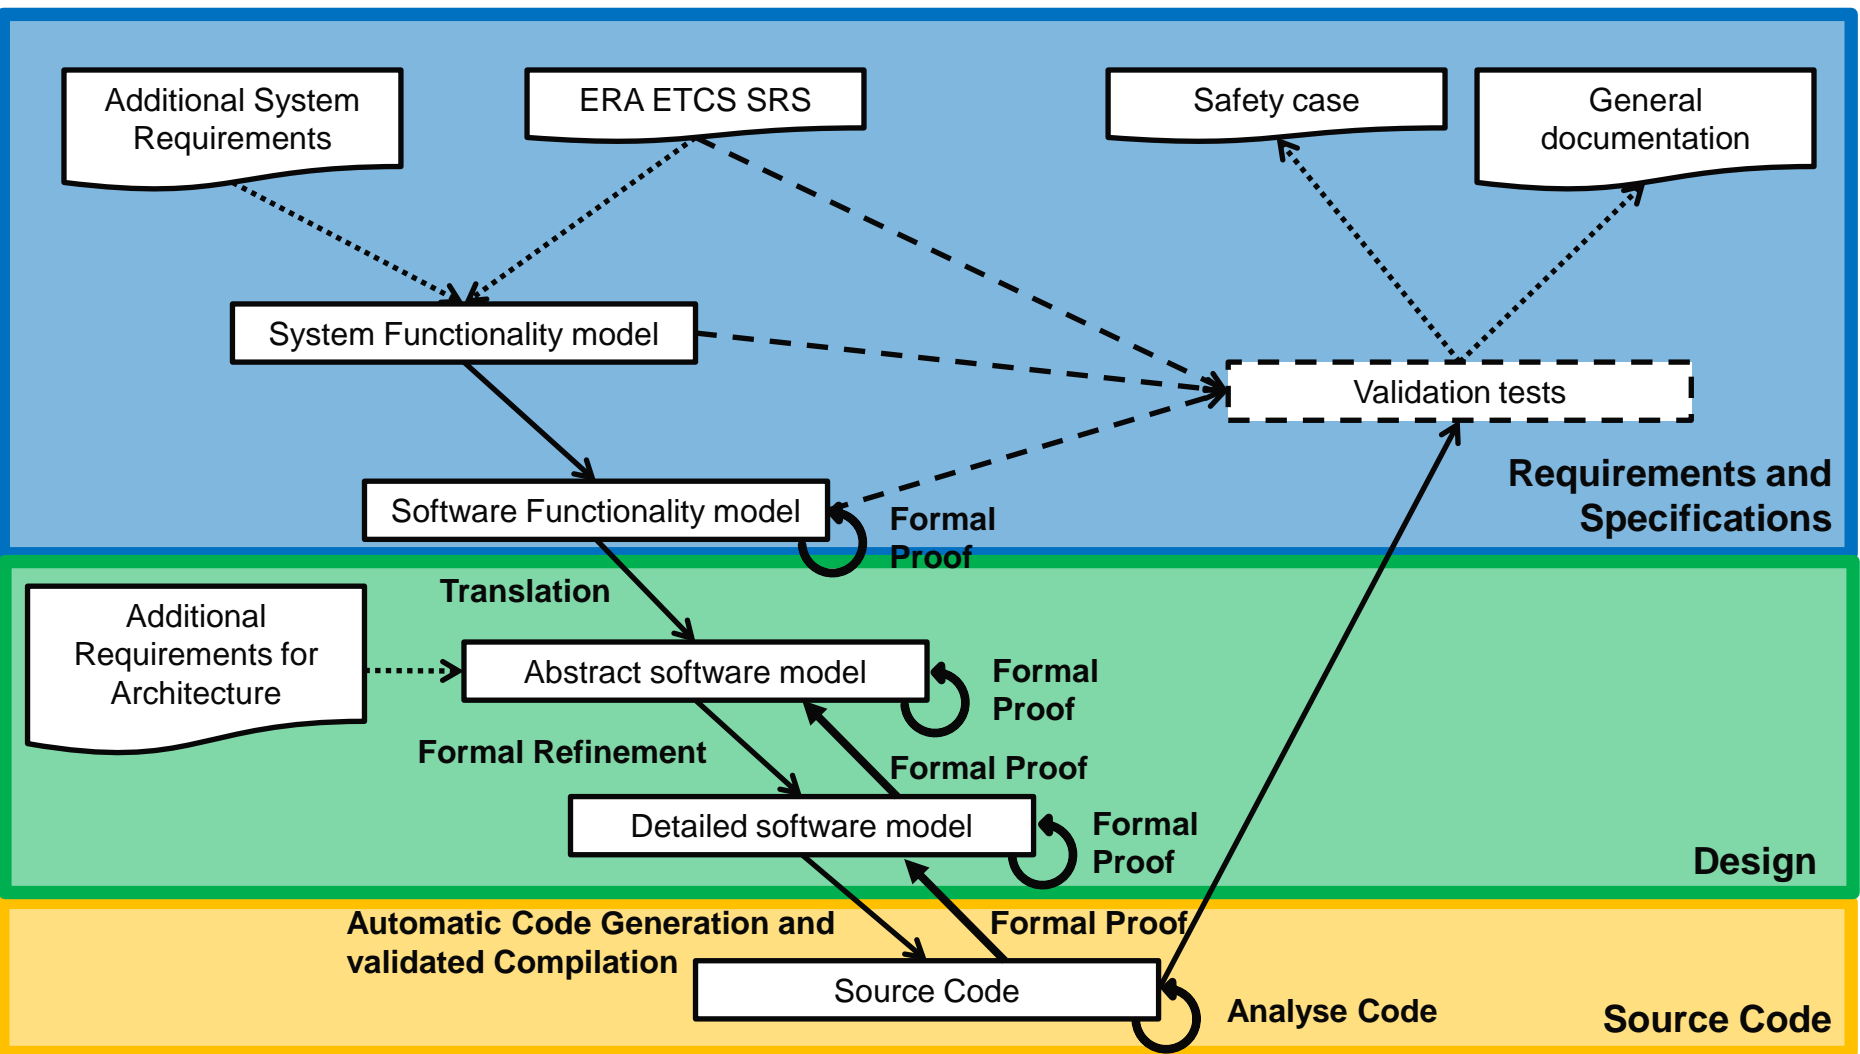 Additional System
Requirements
ERA ETCS SRS
Safety case
General
documentation
System Functionality model
Validation tests
Requirements and
Specifications
Software Functionality model
Formal
Proof
Translation
Additional
Requirements for
Architecture
Abstract software model
Formal
Proof
Formal Refinement
Formal Proof
Detailed software model
Formal
Proof
Design
Automatic Code Generation and
validated Compilation
Formal Proof
Source Code
Analyse Code
Source Code